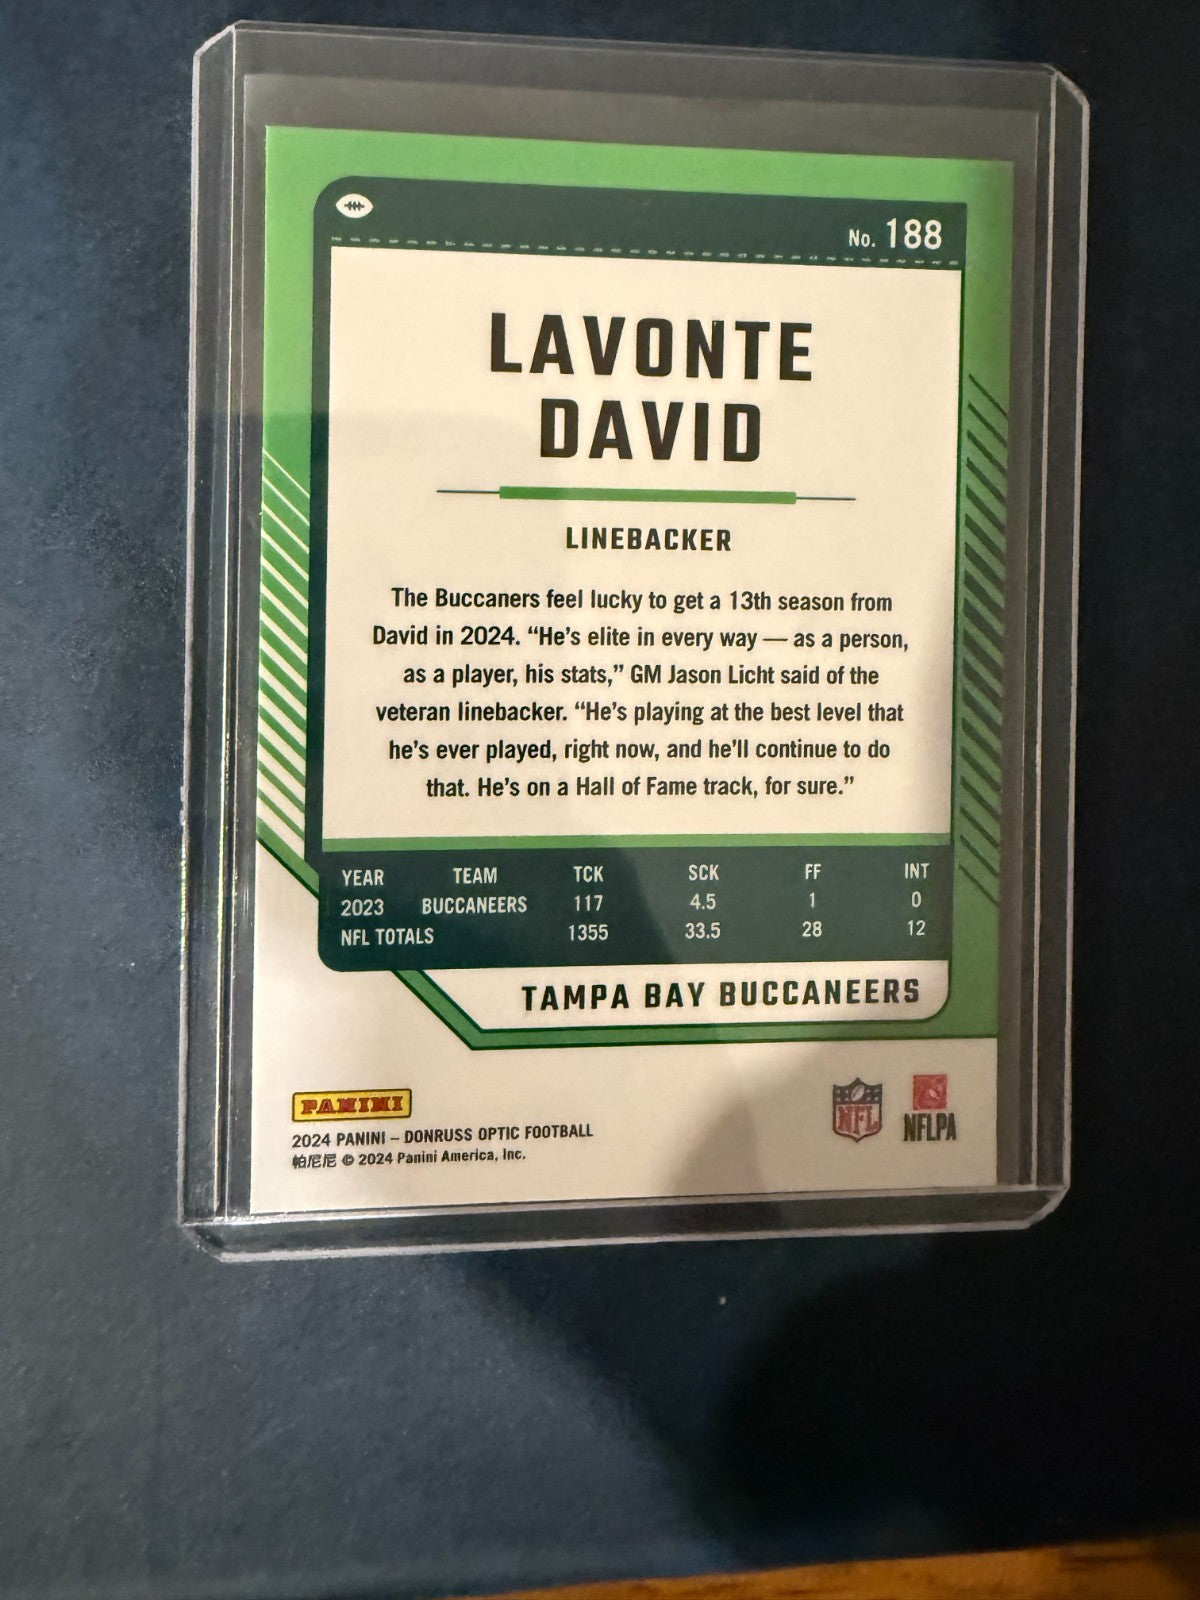 No. 188
LAVONTE
DAVID
LINEBACKER
The Buccaners feel lucky to get a 13th season from
David in 2024. “He’s elite in every way — as a person,
as a player, his stats,” GM Jason Licht said of the
veteran linebacker. “He’s playing at the best level that
he’s ever played, right now, and he’ll continue to do
that. He’s on a Hall of Fame track, for sure.”
YEAR TEAM TCK SCK FF INT
2023 BUCCANEERS 117 4.5 1 0
NFL TOTALS 1355 33.5 28 12
TAMPA BAY BUCCANEERS
PANINI
NFL
NFLPA
2024 PANINI – DONRUSS OPTIC FOOTBALL
帕尼尼 © 2024 Panini America, Inc.